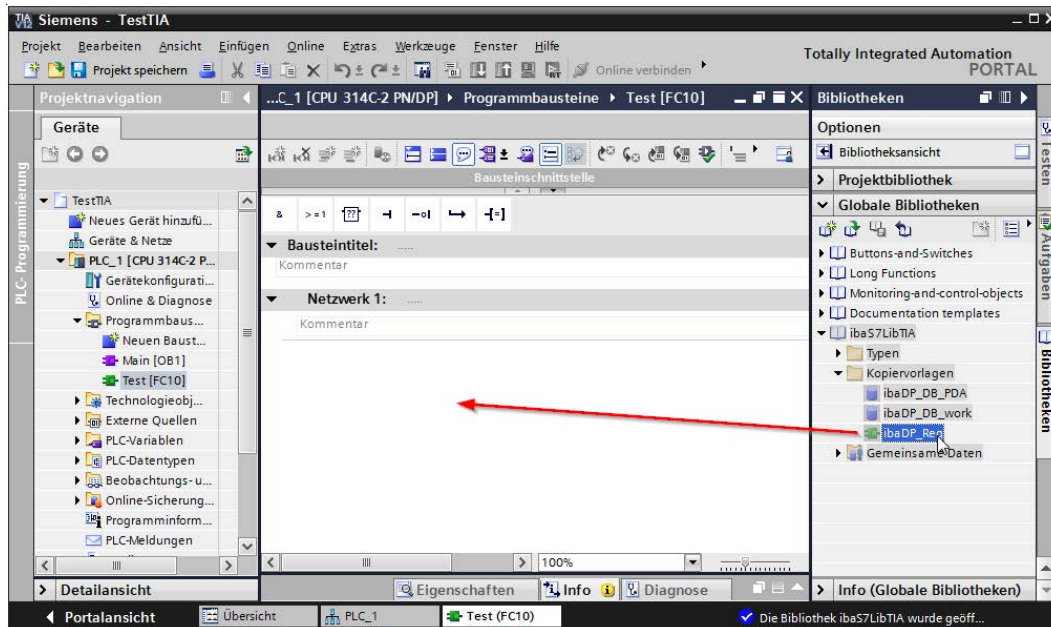 Siemens - TestTIA
Projekt Bearbeiten Ansicht Einfügen Online Extras Werkzeuge Fenster Hilfe
Totally Integrated Automation
PORTAL
Projekt speichern
Online verbinden
Projektnavigation
...C_1 [CPU 314C-2 PN/DP] Programmbausteine Test [FC10]
Bibliotheken
Geräte
PLC- Programmierung
TestTIA
Neues Gerät hinzufü...
Geräte & Netze
PLC_1 [CPU 314C-2 P...
Gerätekonfigurati...
Online & Diagnose
Programmbaus...
Neuen Baust...
Main [OB1]
Test [FC10]
Technologieobj...
Externe Quellen
PLC-Variablen
PLC-Datentypen
Beobachtungs- u...
Online-Sicherung...
Programminform...
PLC-Meldungen
Detailansicht
Bausteinschnittstelle
& >=1 ??
Bausteintitel: .....
Kommentar
Netzwerk 1: .....
Kommentar
100%
Eigenschaften Info Diagnose
Optionen
Bibliotheksansicht
Projektbibliothek
Globale Bibliotheken
Buttons-and-Switches
Long Functions
Monitoring-and-control-objects
Documentation templates
ibaS7LibTIA
Typen
Kopiervorlagen
ibaDP_DB_PDA
ibaDP_DB_work
ibaDP_Req
Gemeinsame Daten
Info (Globale Bibliotheken)
Testen
Aufgaben
Bibliotheken
Portalansicht
Übersicht
PLC_1
Test (FC10)
Die Bibliothek ibaS7LibTIA wurde geöff...